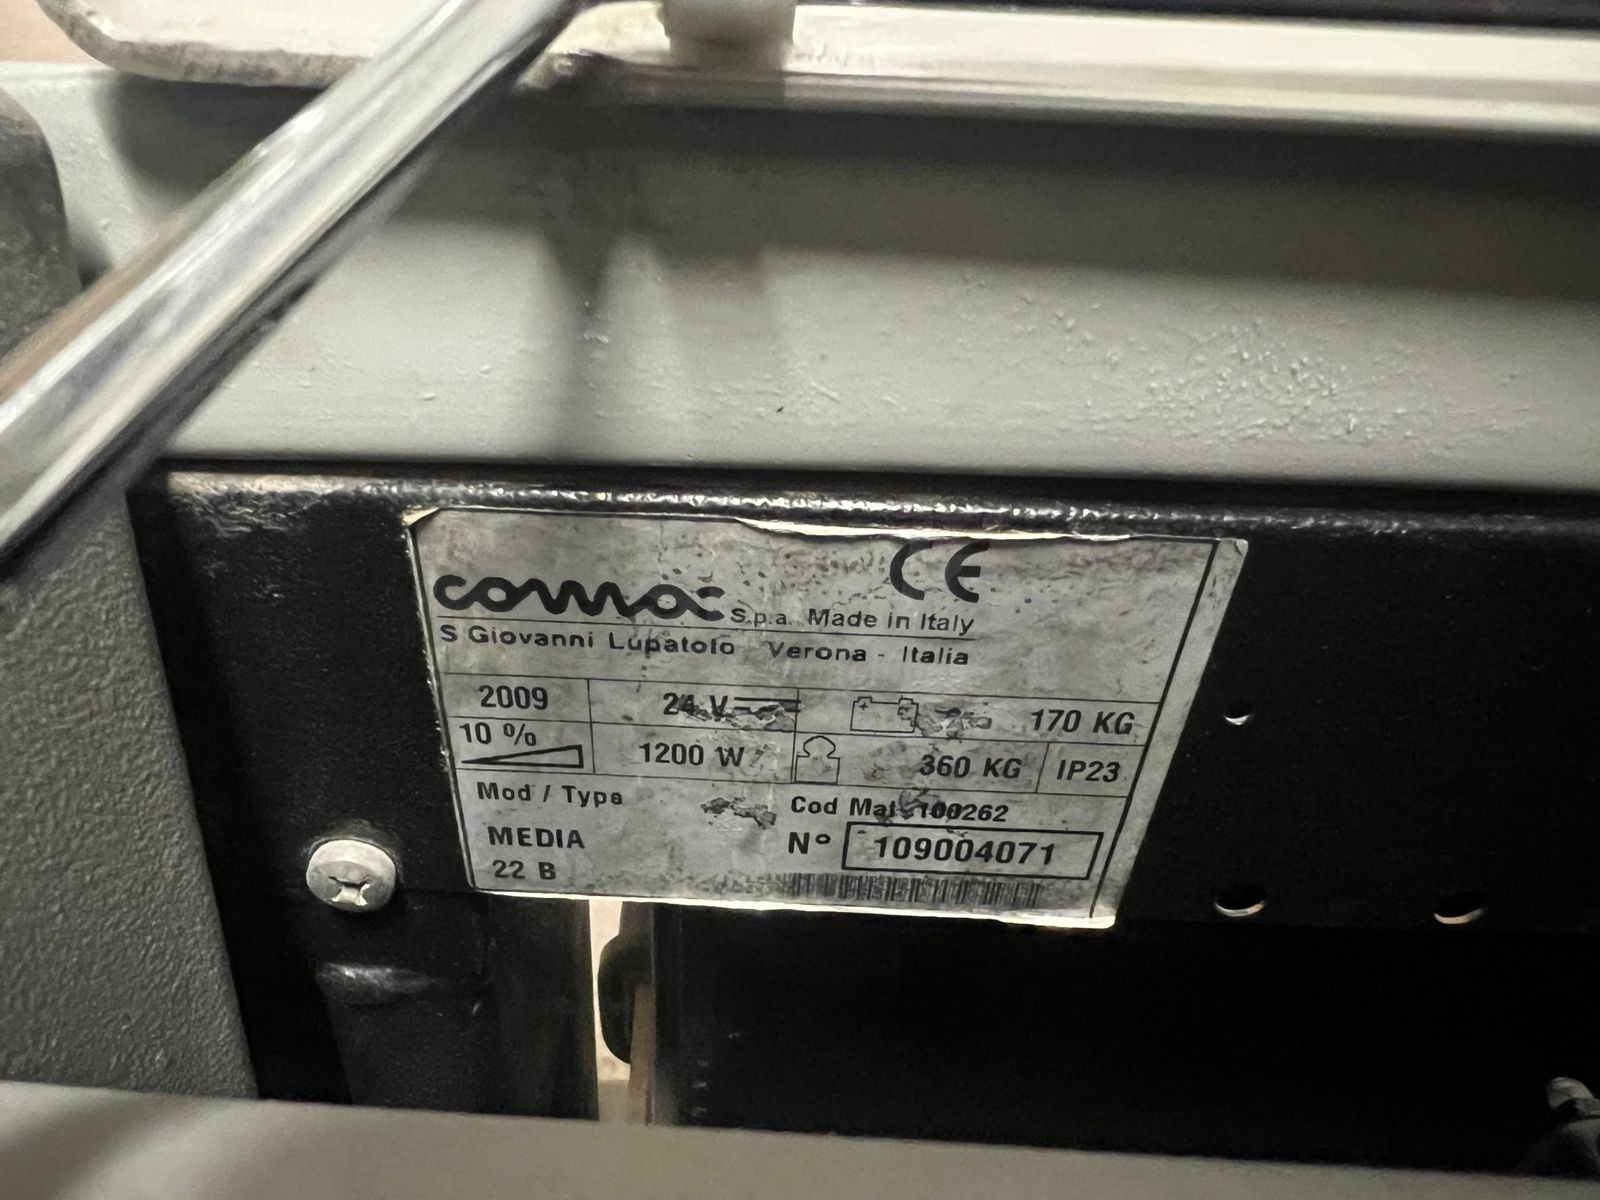 comac S.p.a. Made in Italy CE
S Giovanni Lupatoto Verona - Italia
2009 24 V 170 KG
10 % 1200 W 360 KG IP23
Mod / Type Cod Mat 100262
MEDIA N° 109004071
22 B